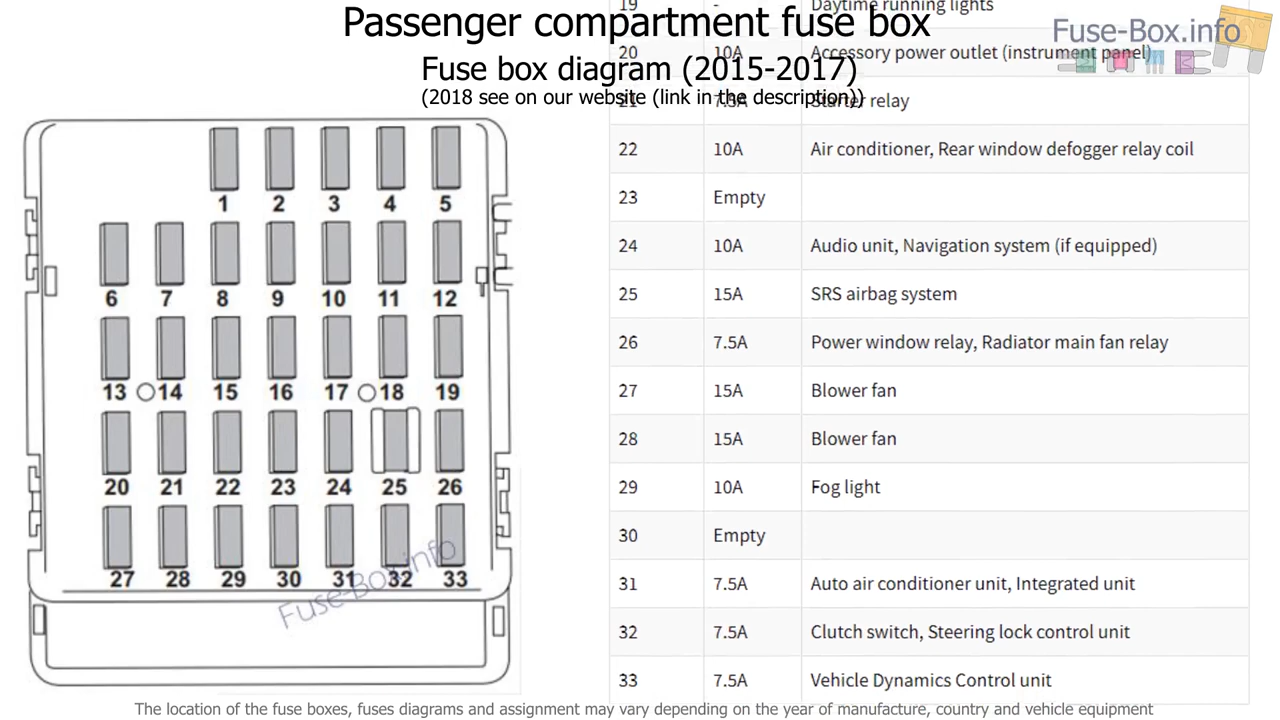 Passenger compartment fuse box
Fuse box diagram (2015-2017)
(2018 see on our website (link in the description))
Fuse-Box.info
19 - Daytime running lights
20 10A Accessory power outlet (instrument panel)
21 7.5A Starter relay
22 10A Air conditioner, Rear window defogger relay coil
23 Empty
24 10A Audio unit, Navigation system (if equipped)
25 15A SRS airbag system
26 7.5A Power window relay, Radiator main fan relay
27 15A Blower fan
28 15A Blower fan
29 10A Fog light
30 Empty
31 7.5A Auto air conditioner unit, Integrated unit
32 7.5A Clutch switch, Steering lock control unit
33 7.5A Vehicle Dynamics Control unit
1 2 3 4 5
6 7 8 9 10 11 12
13 14 15 16 17 18 19
20 21 22 23 24 25 26
27 28 29 30 31 32 33
Fuse-Box.info
The location of the fuse boxes, fuses diagrams and assignment may vary depending on the year of manufacture, country and vehicle equipment